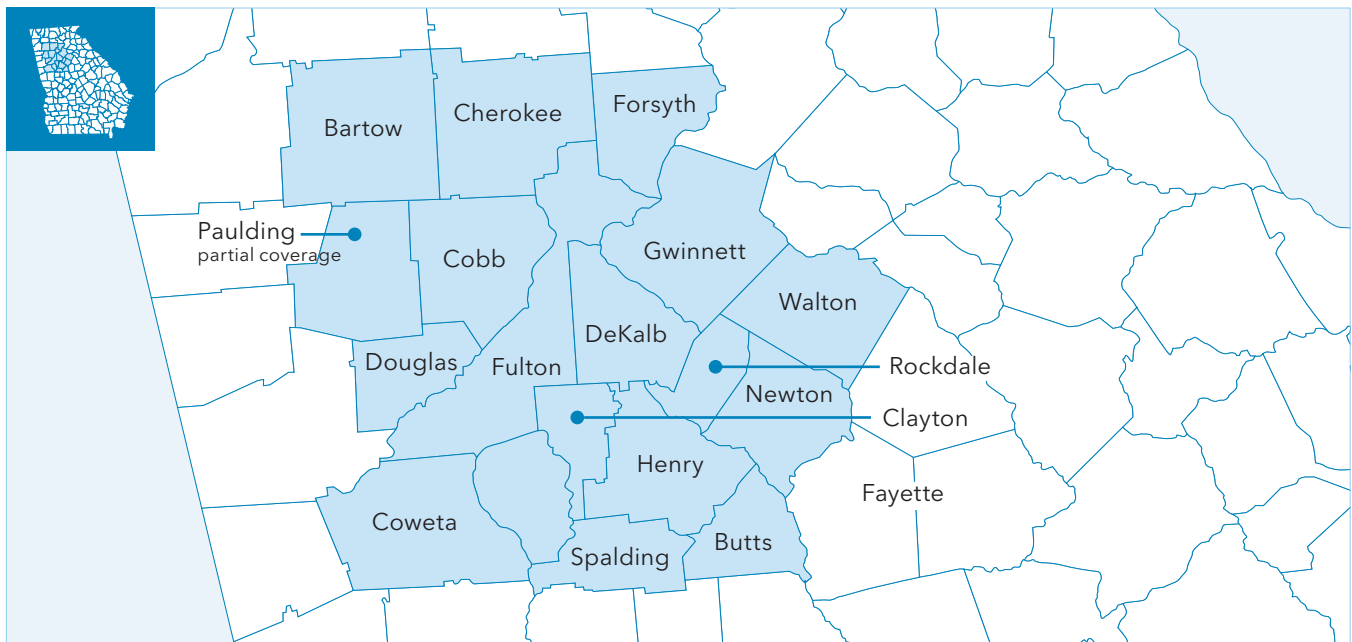 Forsyth
Cherokee
Bartow
Paulding
partial coverage
Cobb
Gwinnett
Walton
DeKalb
Douglas
Fulton
Rockdale
Newton
Clayton
Henry
Fayette
Coweta
Butts
Spalding